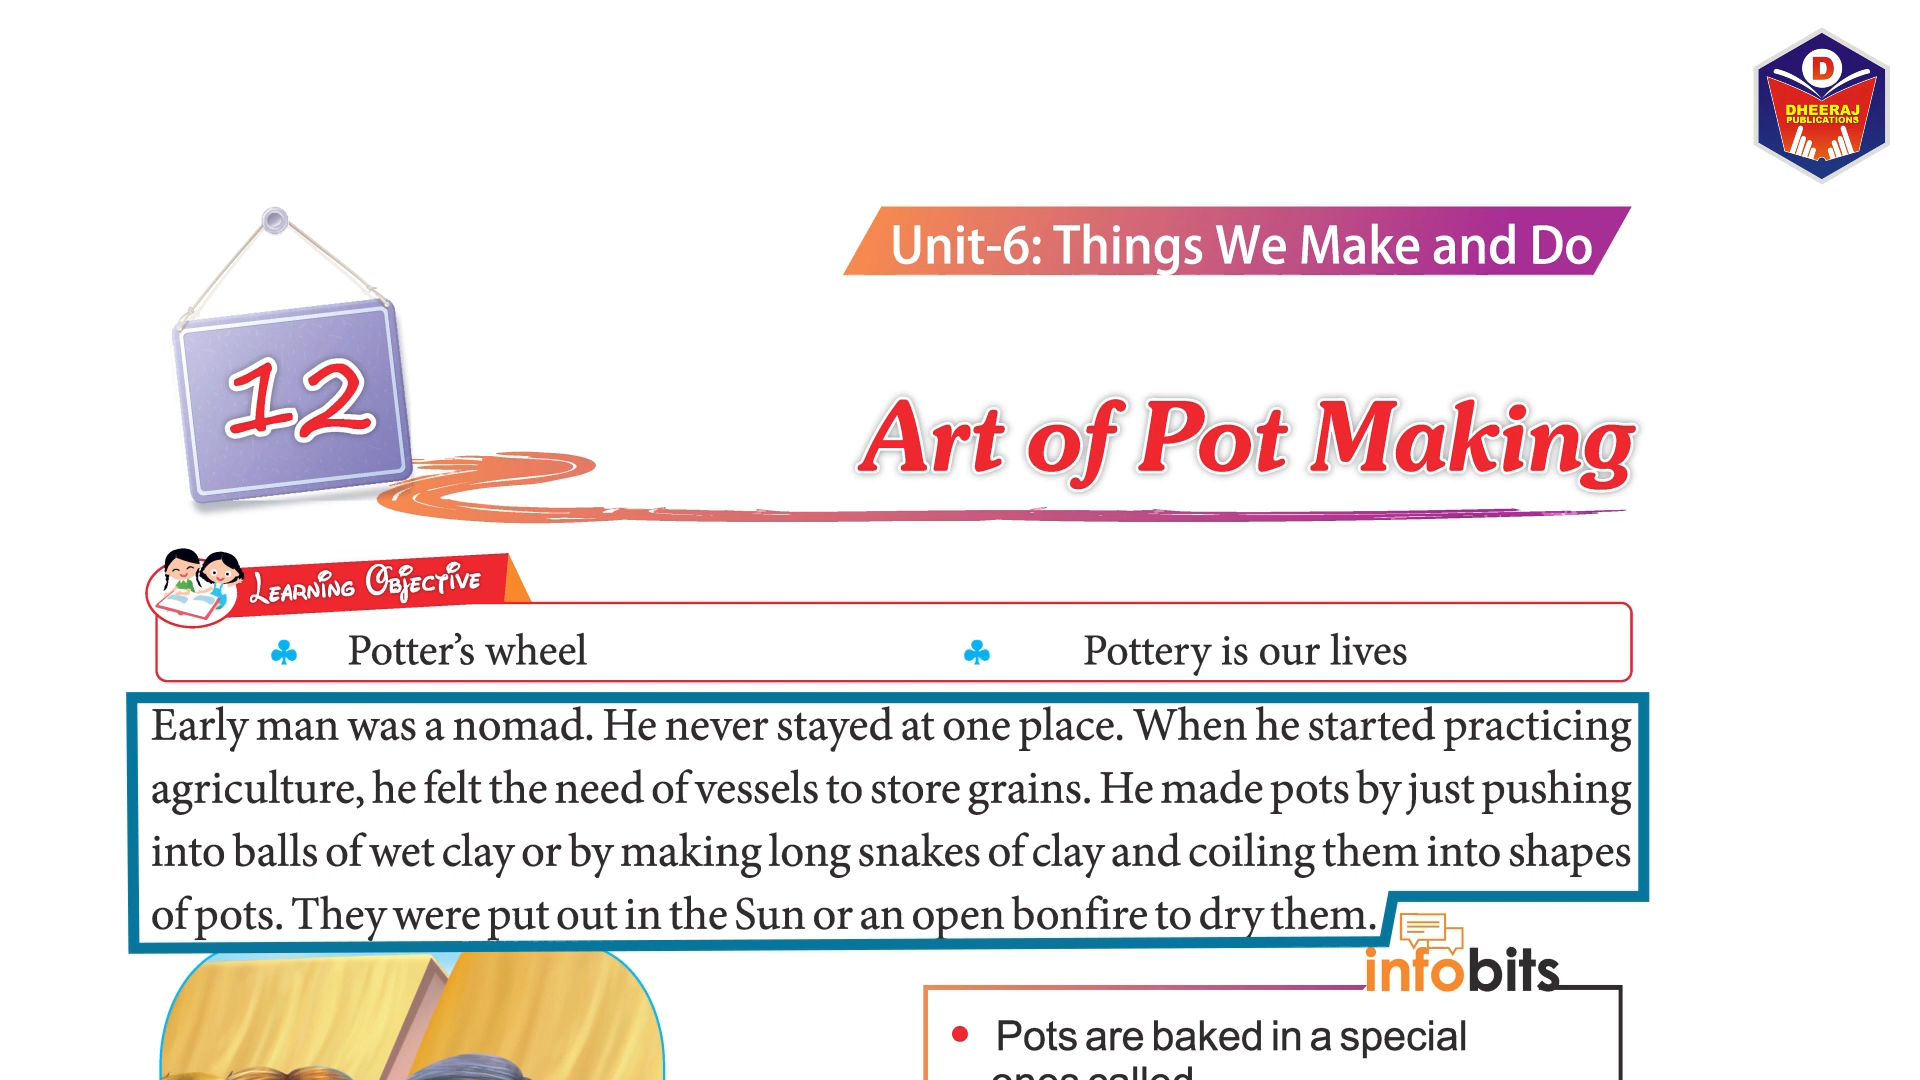 D
DHEERAJ
PUBLICATIONS
Unit-6: Things We Make and Do
12
Art of Pot Making
Learning Objective
♣ Potter’s wheel ♣ Pottery is our lives
Early man was a nomad. He never stayed at one place. When he started practicing
agriculture, he felt the need of vessels to store grains. He made pots by just pushing
into balls of wet clay or by making long snakes of clay and coiling them into shapes
of pots. They were put out in the Sun or an open bonfire to dry them.
infobits
• Pots are baked in a special
ones called